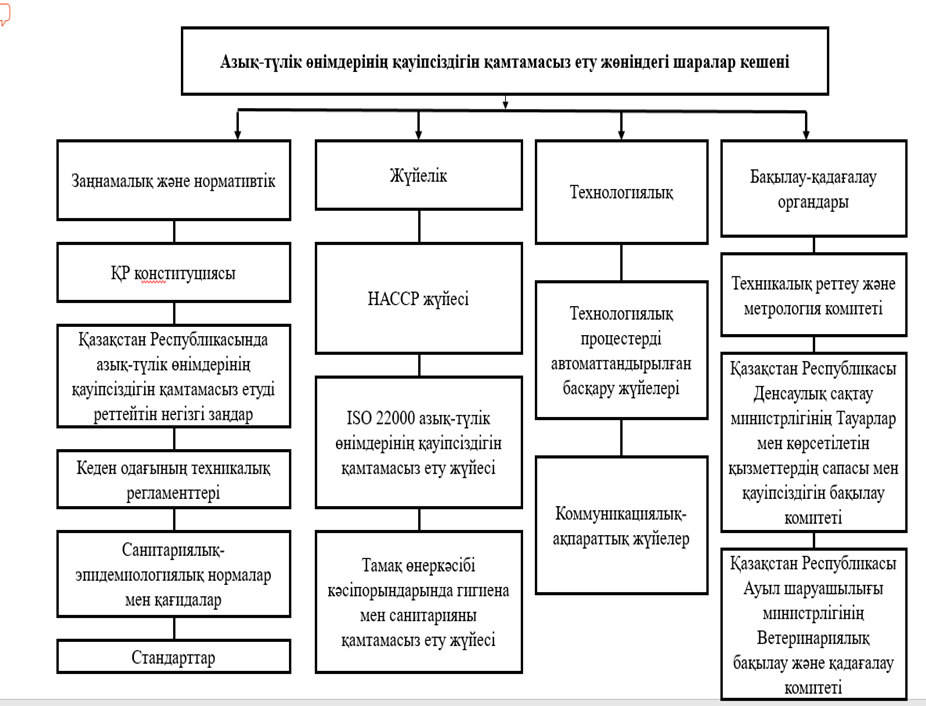 Азық-түлік өнімдерінің қауіпсіздігін қамтамасыз ету жөніндегі шаралар кешені
Заңнамалық және нормативтік
ҚР конституциясы
Қазақстан Республикасында
азық-түлік өнімдерінің
қауіпсіздігін қамтамасыз етуді
реттейтін негізгі заңдар
Кеден одағының техникалық
регламенттері
Санитариялық-
эпидемиологиялық нормалар
мен қағидалар
Стандарттар
Жүйелік
НАССР жүйесі
ISO 22000 азық-түлік
өнімдерінің қауіпсіздігін
қамтамасыз ету жүйесі
Тамақ өнеркәсібі
кәсіпорындарында гигиена
мен санитарияны
қамтамасыз ету жүйесі
Технологиялық
Технологиялық
процестерді
автоматтандырылған
басқару жүйелері
Коммуникациялық-
ақпараттық жүйелер
Бақылау-қадағалау
органдары
Техникалық реттеу және
метрология комитеті
Қазақстан Республикасы
Денсаулық сақтау
министрлігінің Тауарлар
мен көрсетілетін
қызметтердің сапасы мен
қауіпсіздігін бақылау
комитеті
Қазақстан Республикасы
Ауыл шаруашылығы
министрлігінің
Ветеринариялық
бақылау және қадағалау
комитеті